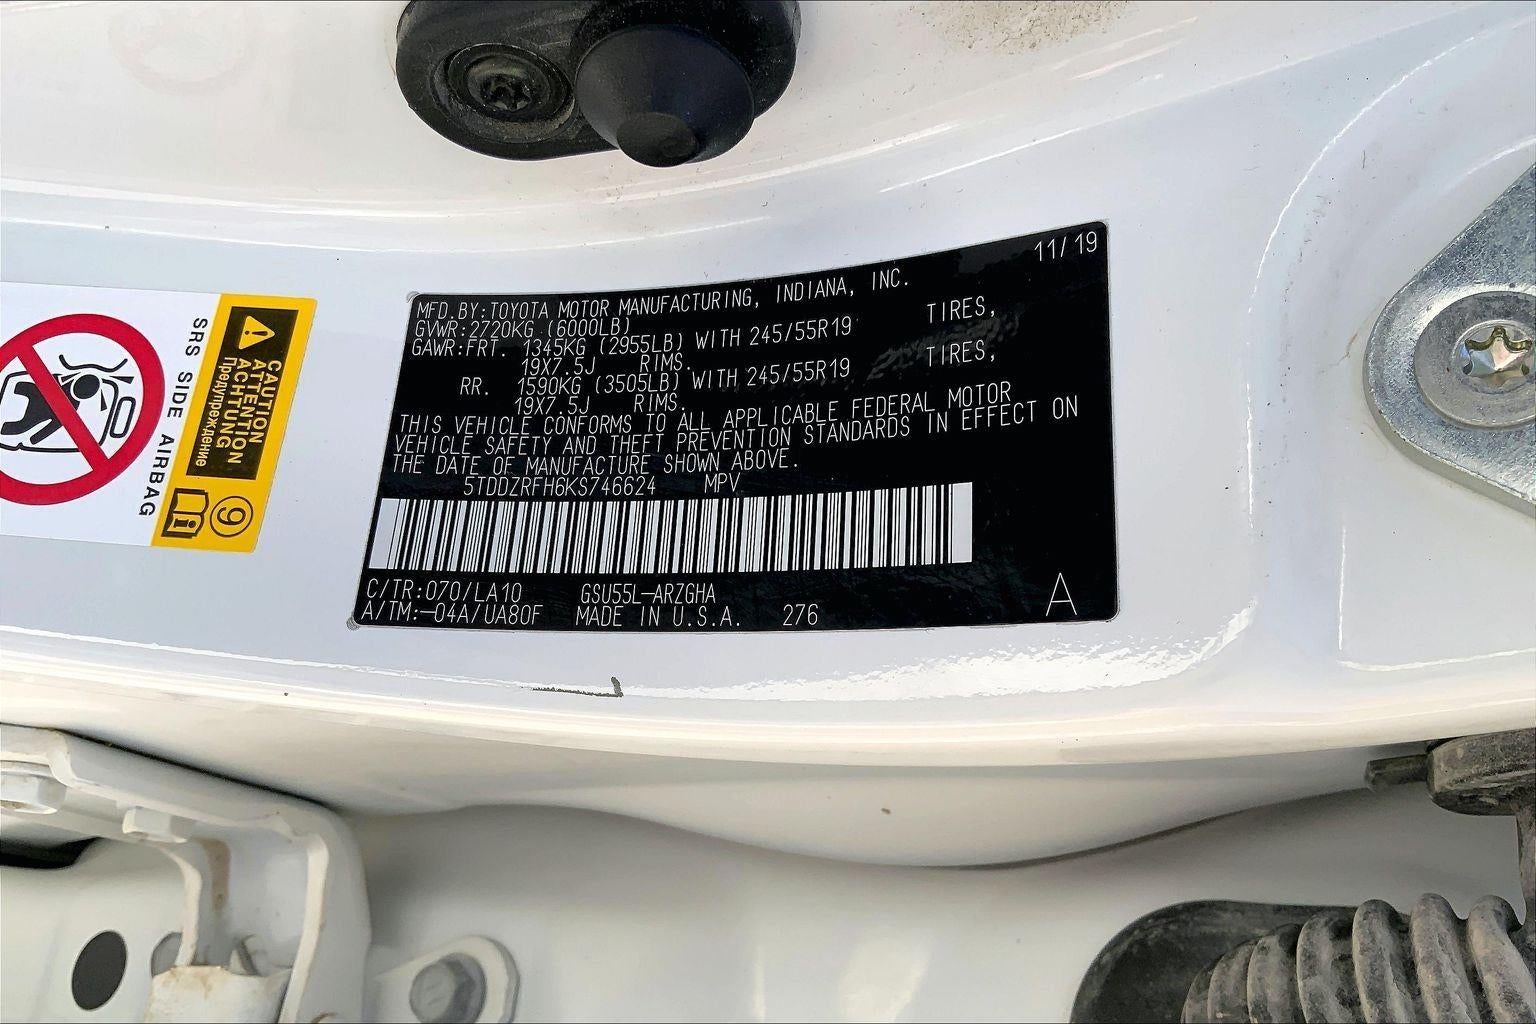 11/19
MFD.BY:TOYOTA MOTOR MANUFACTURING, INDIANA, INC.
GVWR:2720KG (6000LB)
GAWR:FRT. 1345KG (2955LB) WITH 245/55R19 TIRES,
19X7.5J RIMS.
RR. 1590KG (3505LB) WITH 245/55R19 TIRES,
19X7.5J RIMS.
THIS VEHICLE CONFORMS TO ALL APPLICABLE FEDERAL MOTOR
VEHICLE SAFETY AND THEFT PREVENTION STANDARDS IN EFFECT ON
THE DATE OF MANUFACTURE SHOWN ABOVE.
5TDDZRFH6KS746624 MPV
C/TR:070/LA10 GSU55L-ARZGHA
A/TM:-04A/UA80F MADE IN U.S.A. 276
A
CAUTION
ATTENTION
ACHTUNG
Предупреждение
SRS SIDE AIRBAG
9